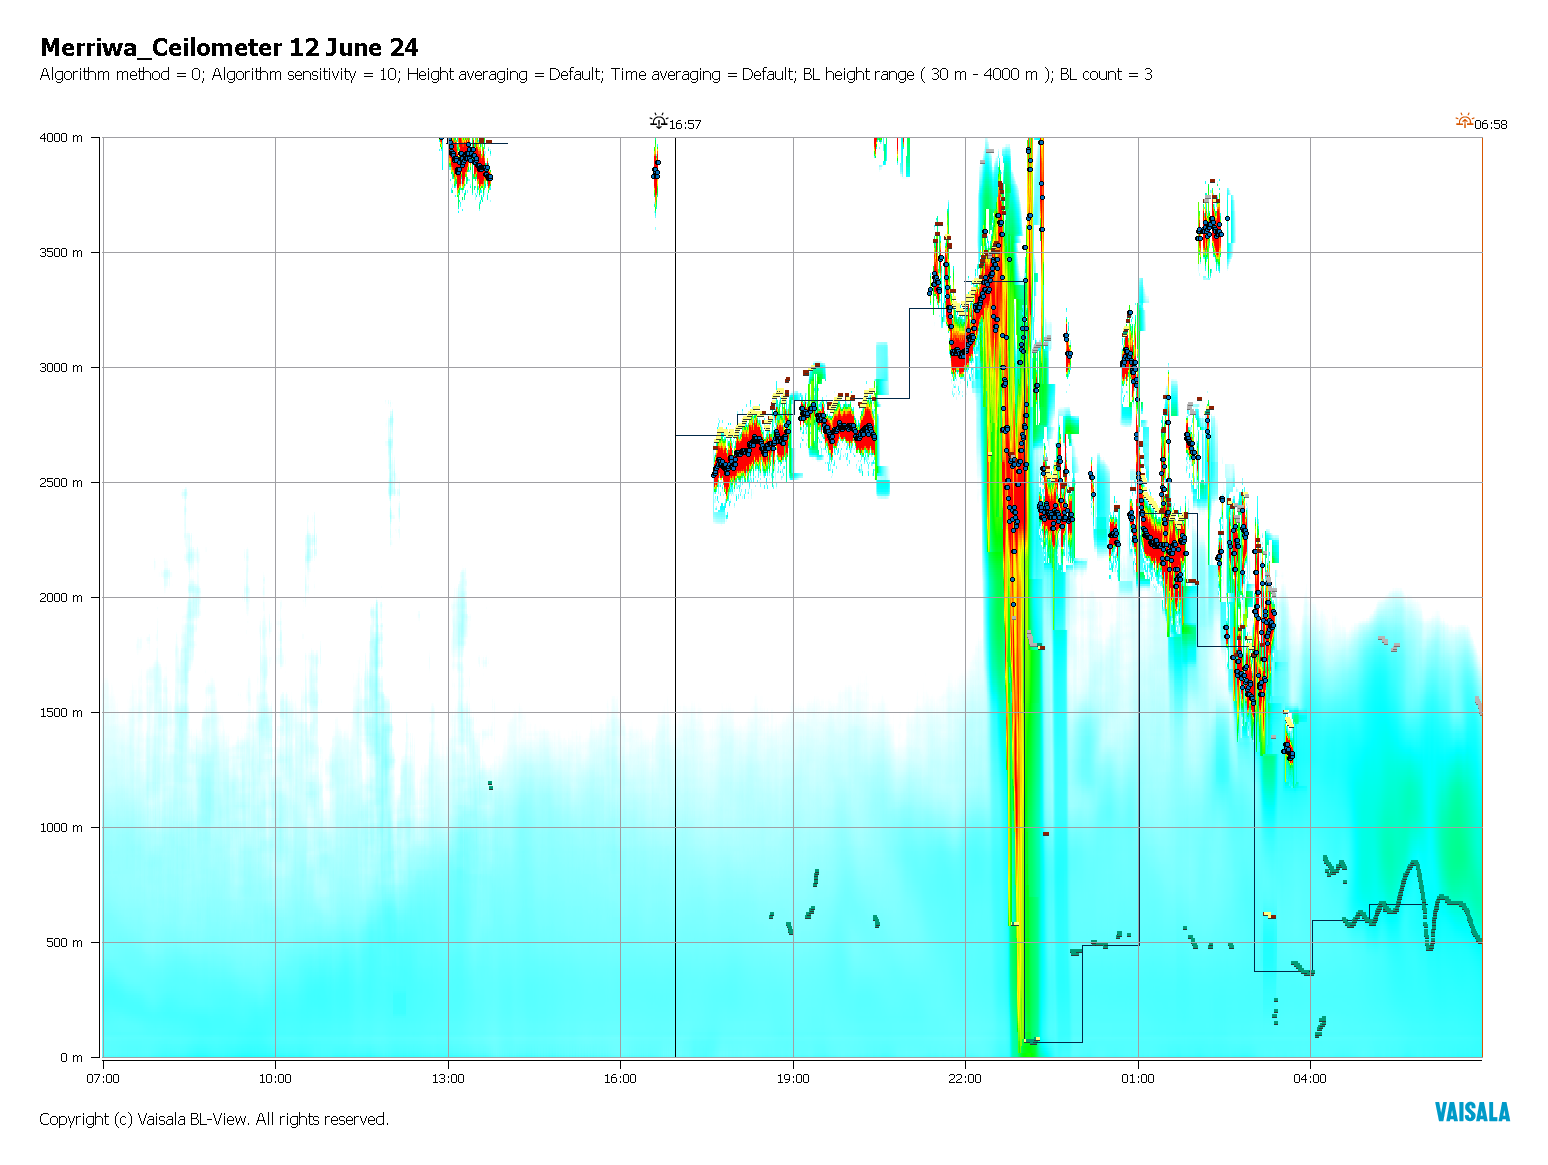 Merriwa_Ceilometer 12 June 24
Algorithm method = 0; Algorithm sensitivity = 10; Height averaging = Default; Time averaging = Default; BL height range ( 30 m - 4000 m ); BL count = 3
16:57
06:58
4000 m
3500 m
3000 m
2500 m
2000 m
1500 m
1000 m
500 m
0 m
07:00 10:00 13:00 16:00 19:00 22:00 01:00 04:00
Copyright (c) Vaisala BL-View. All rights reserved.
VAISALA